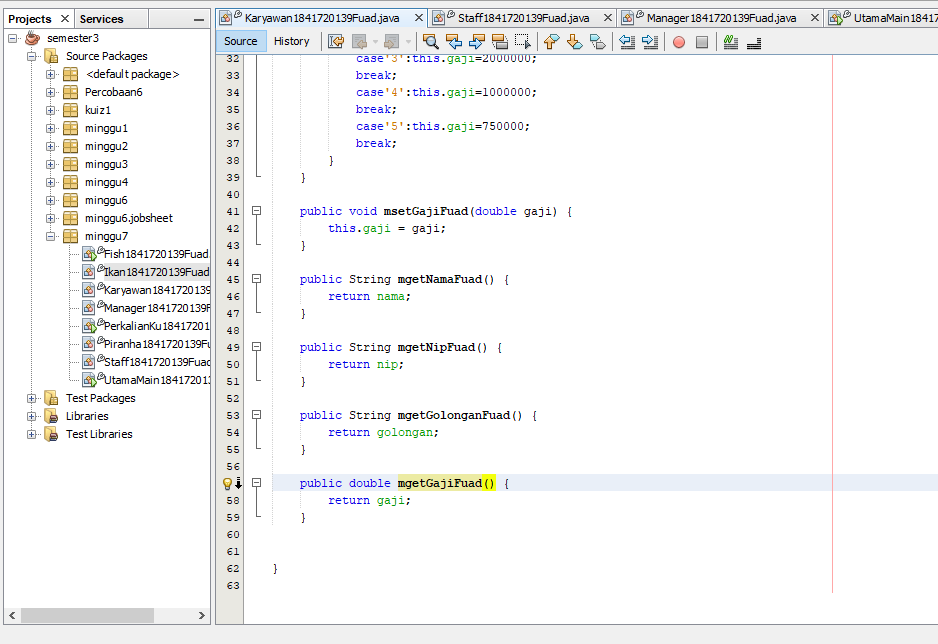 Projects
Services
semester3
Source Packages
<default package>
Percobaan6
kuiz1
minggu1
minggu2
minggu3
minggu4
minggu6
minggu6.jobsheet
minggu7
Fish1841720139Fuad
Ikan1841720139Fuad
Karyawan1841720139
Manager1841720139F
PerkalianKu18417201
Piranha1841720139Fu
Staff1841720139Fuad
UtamaMain18417201
Test Packages
Libraries
Test Libraries
Karyawan1841720139Fuad.java
Staff1841720139Fuad.java
Manager1841720139Fuad.java
UtamaMain18417
Source
History
32 case'3':this.gaji=2000000;
33 break;
34 case'4':this.gaji=1000000;
35 break;
36 case'5':this.gaji=750000;
37 break;
38 }
39 }
40
41 public void msetGajiFuad(double gaji) {
42 this.gaji = gaji;
43 }
44
45 public String mgetNamaFuad() {
46 return nama;
47 }
48
49 public String mgetNipFuad() {
50 return nip;
51 }
52
53 public String mgetGolonganFuad() {
54 return golongan;
55 }
56
public double mgetGajiFuad() {
58 return gaji;
59 }
60
61
62 }
63